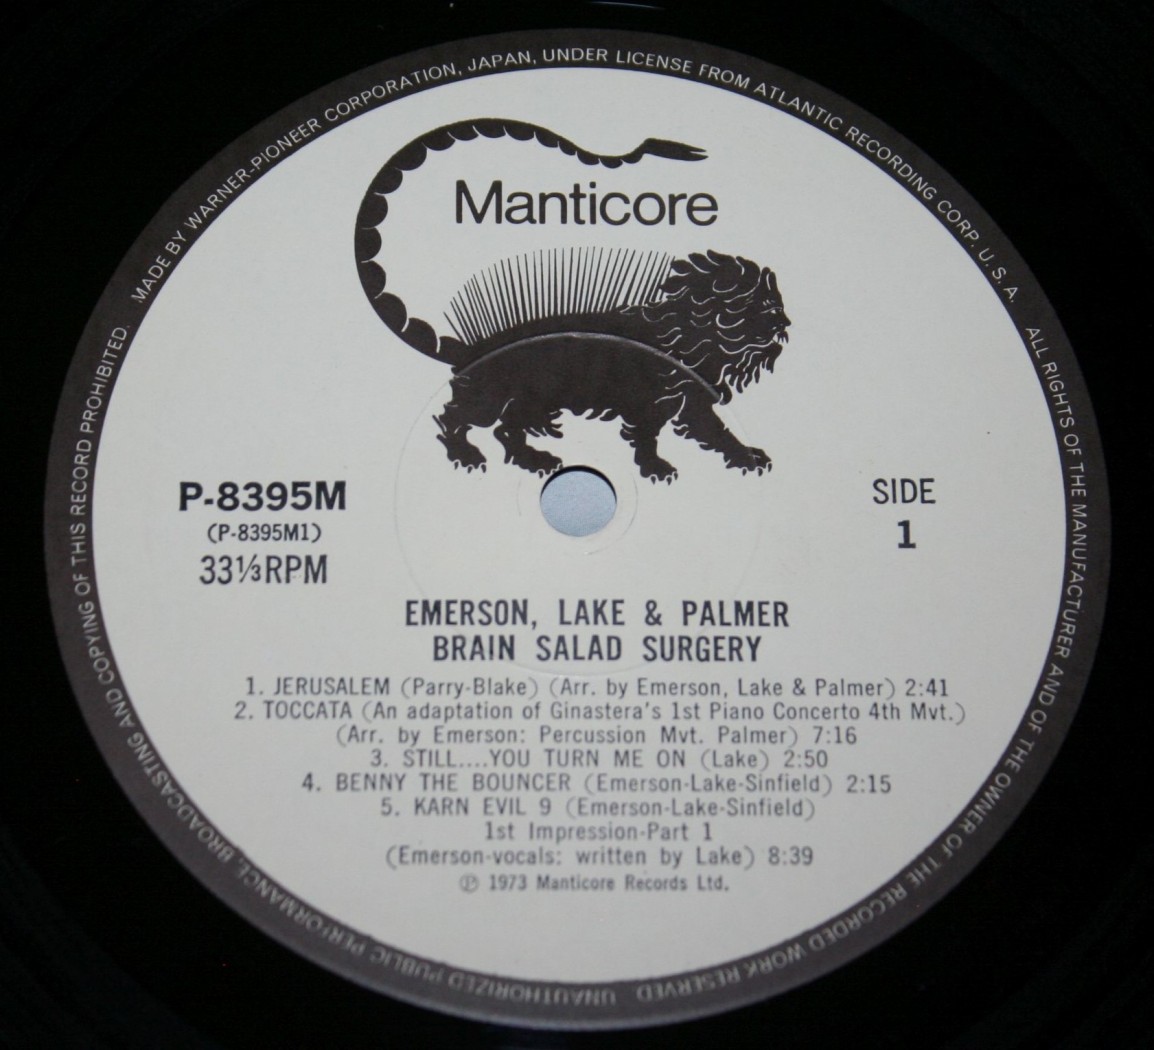 MADE BY WARNER-PIONEER CORPORATION, JAPAN, UNDER LICENSE FROM ATLANTIC RECORDING CORP. U.S.A.
ALL RIGHTS OF THE MANUFACTURER AND OF THE OWNER OF THE RECORDED WORK RESERVED
UNAUTHORIZED PUBLIC PERFORMANCE, BROADCASTING AND COPYING OF THIS RECORD PROHIBITED.
Manticore
P-8395M
(P-8395M1)
33⅓RPM
SIDE
1
EMERSON, LAKE & PALMER
BRAIN SALAD SURGERY
1. JERUSALEM (Parry-Blake) (Arr. by Emerson, Lake & Palmer) 2:41
2. TOCCATA (An adaptation of Ginastera's 1st Piano Concerto 4th Mvt.)
(Arr. by Emerson: Percussion Mvt. Palmer) 7:16
3. STILL....YOU TURN ME ON (Lake) 2:50
4. BENNY THE BOUNCER (Emerson-Lake-Sinfield) 2:15
5. KARN EVIL 9 (Emerson-Lake-Sinfield)
1st Impression-Part 1
(Emerson-vocals: written by Lake) 8:39
℗ 1973 Manticore Records Ltd.